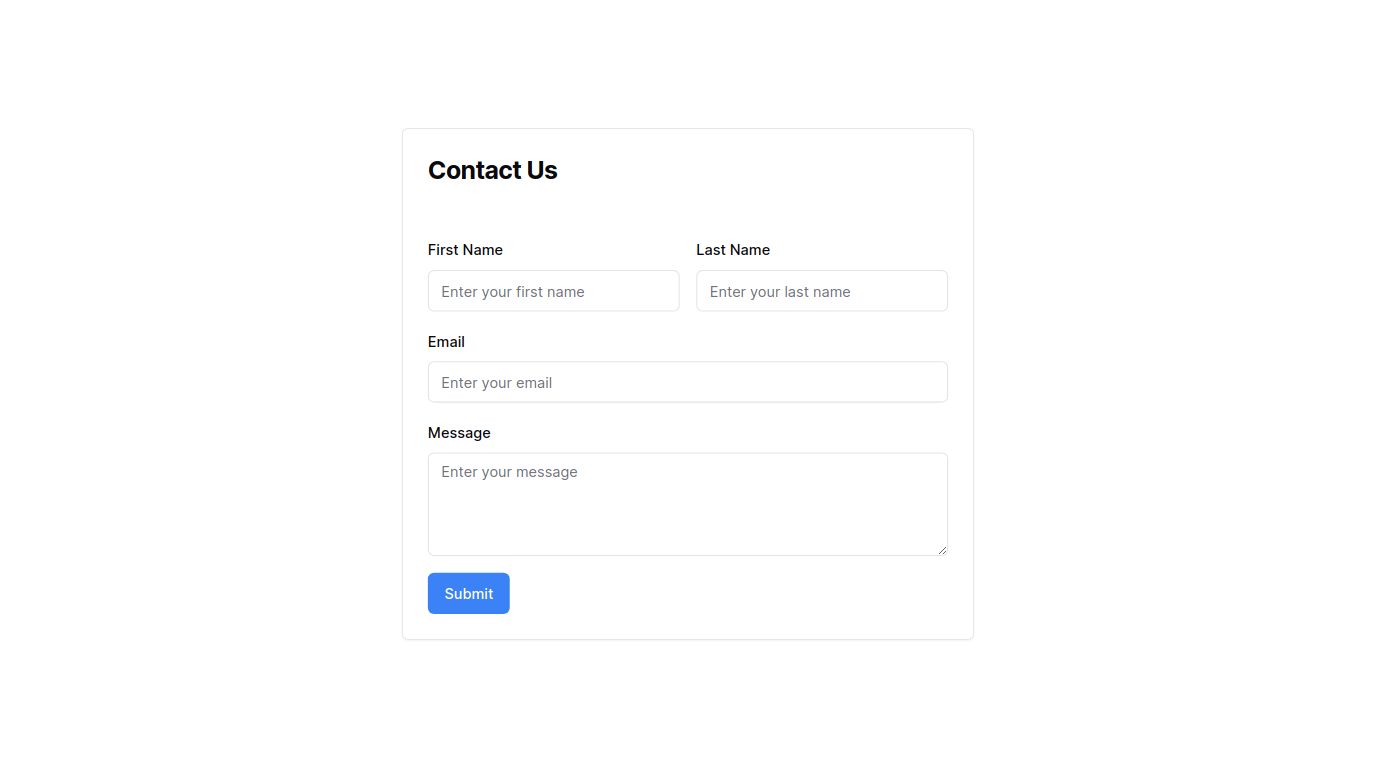 Contact Us
First Name
Last Name
Enter your first name
Enter your last name
Email
Enter your email
Message
Enter your message
Submit